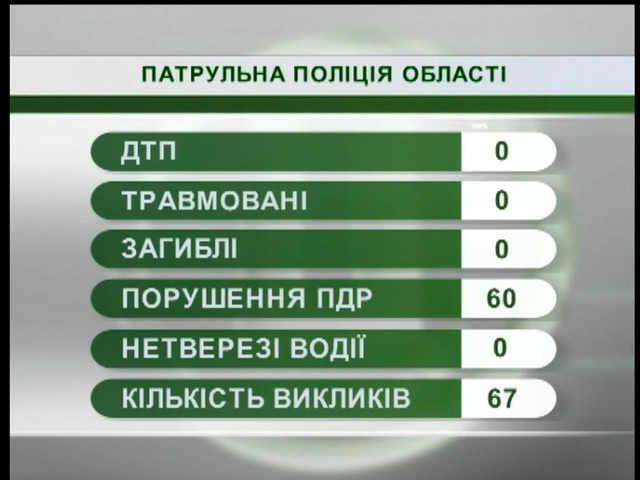 ПАТРУЛЬНА ПОЛІЦІЯ ОБЛАСТІ
ДТП 0
ТРАВМОВАНІ 0
ЗАГИБЛІ 0
ПОРУШЕННЯ ПДР 60
НЕТВЕРЕЗІ ВОДІЇ 0
КІЛЬКІСТЬ ВИКЛИКІВ 67